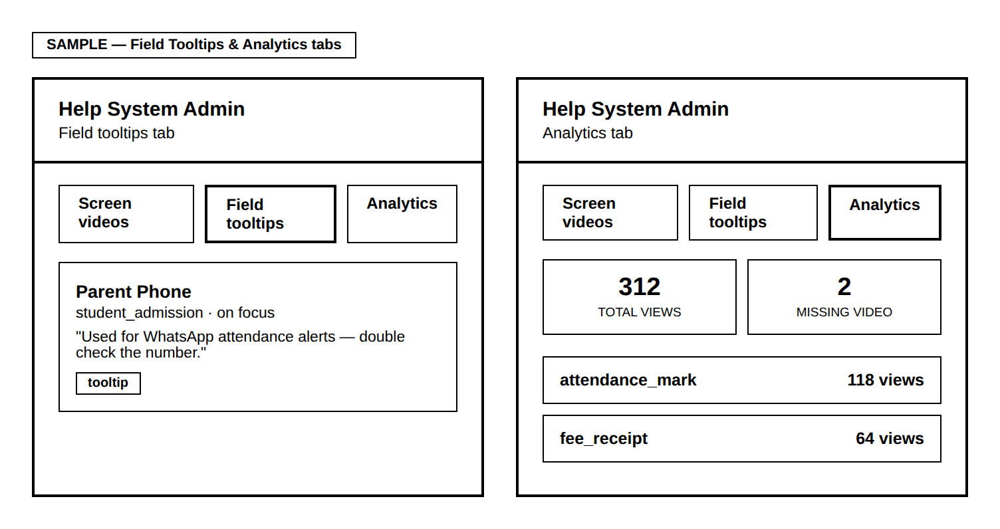 SAMPLE — Field Tooltips & Analytics tabs
Help System Admin
Field tooltips tab
Screen
videos
Field
tooltips
Analytics
Parent Phone
student_admission · on focus
"Used for WhatsApp attendance alerts — double
check the number."
tooltip
Help System Admin
Analytics tab
Screen
videos
Field
tooltips
Analytics
312
TOTAL VIEWS
2
MISSING VIDEO
attendance_mark 118 views
fee_receipt 64 views